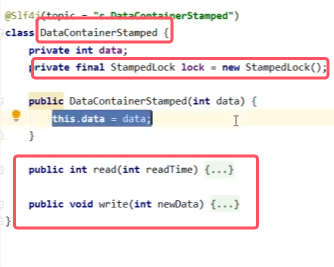 @Slf4j(topic = "c.DataContainerStamped")
class DataContainerStamped {
private int data;
private final StampedLock lock = new StampedLock();
public DataContainerStamped(int data) {
this.data = data;
}
public int read(int readTime) {...}
public void write(int newData) {...}
}